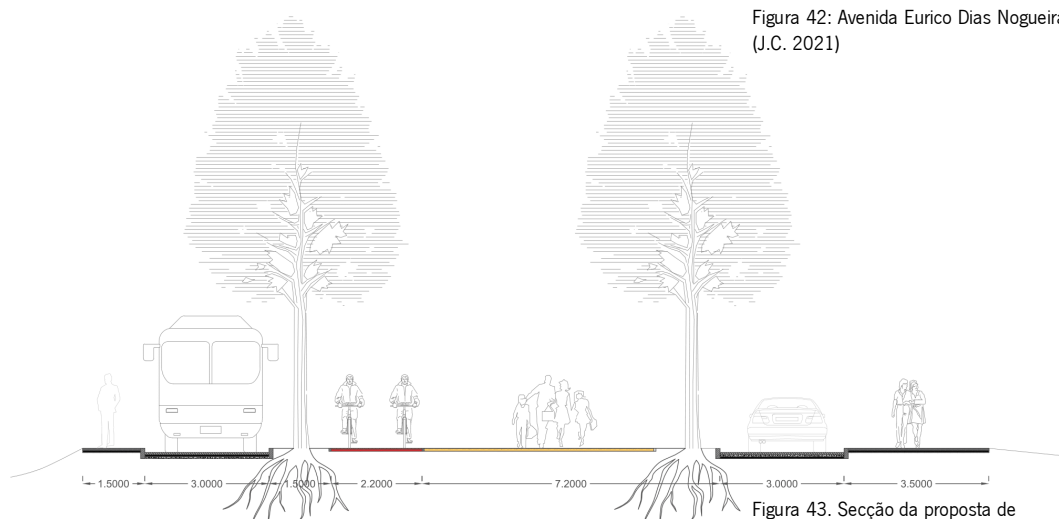 Figura 42: Avenida Eurico Dias Nogueira
(J.C. 2021)
1.5000 3.0000 1.5000 2.2000 7.2000 3.0000 3.5000
Figura 43. Secção da proposta de